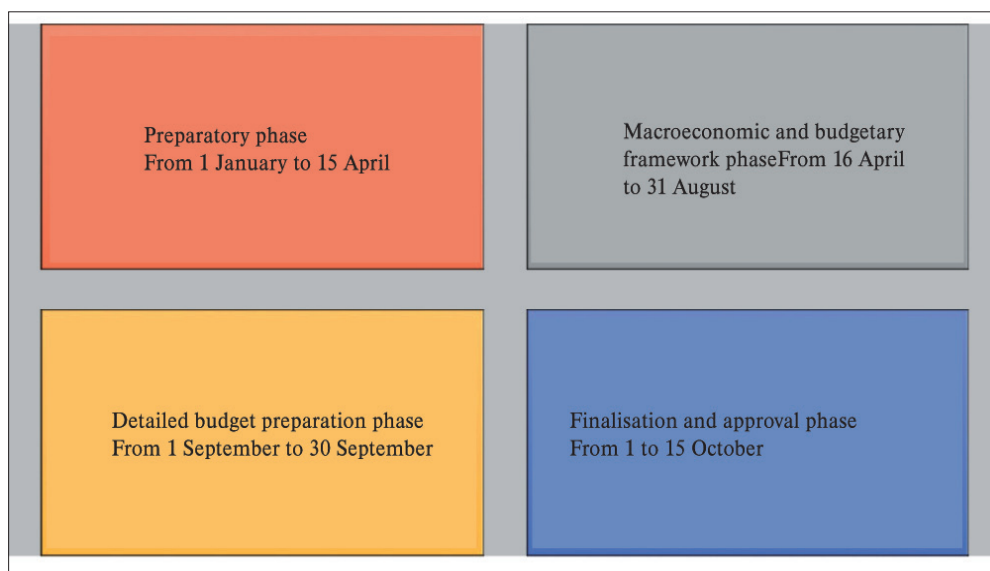 Preparatory phase
From 1 January to 15 April
Macroeconomic and budgetary
framework phaseFrom 16 April
to 31 August
Detailed budget preparation phase
From 1 September to 30 September
Finalisation and approval phase
From 1 to 15 October